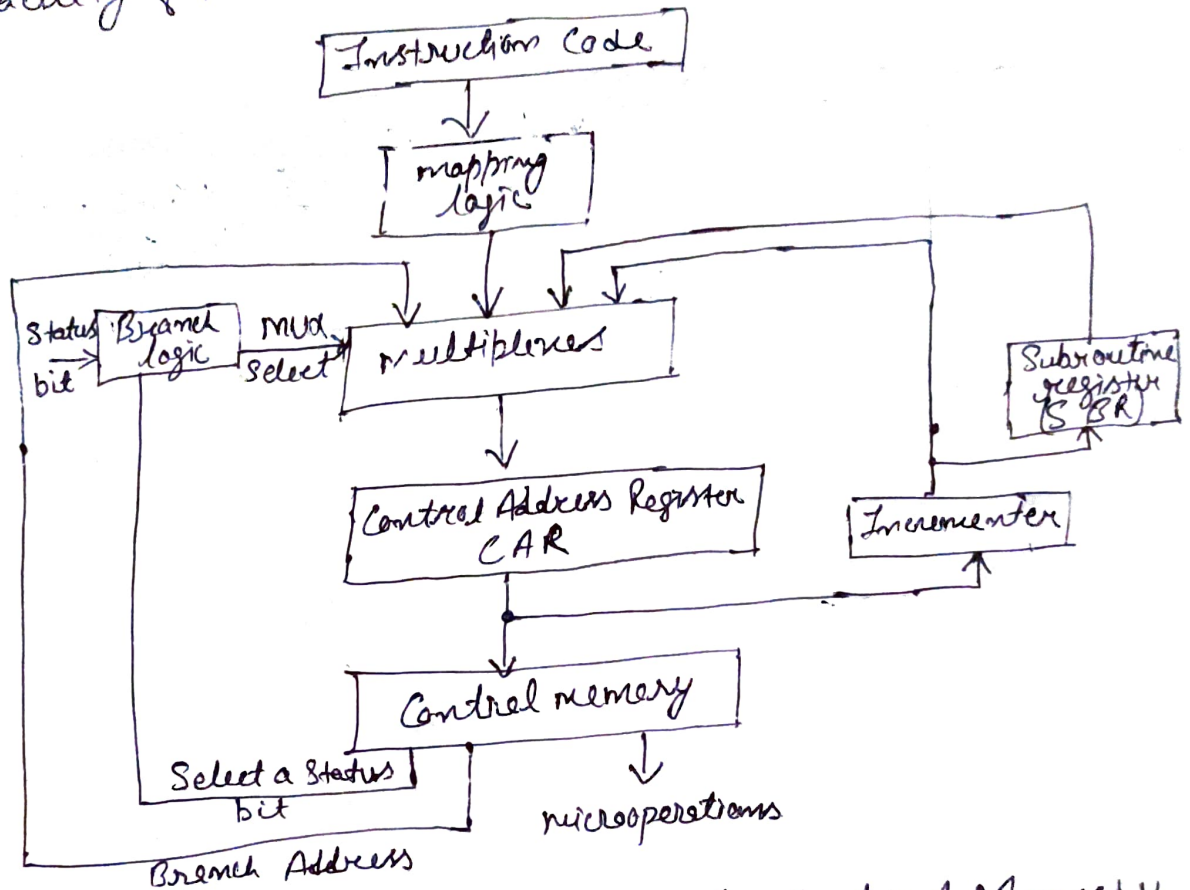 Instruction Code
mapping
logic
Status
bit
Branch
logic
mux
Select
Multiplexes
Subroutine
register
(SBR)
Control Address Register
CAR
Incrementer
Control memory
Select a Status
bit
microoperations
Branch Address